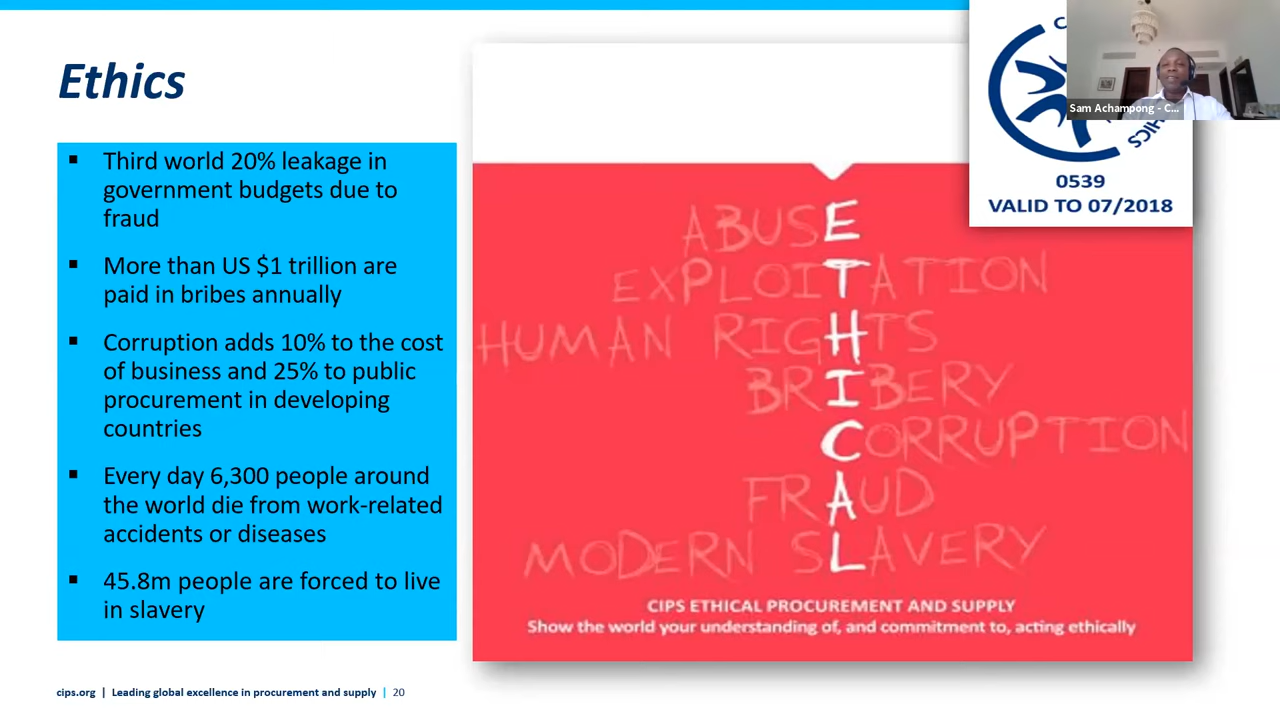 Ethics
▪ Third world 20% leakage in
government budgets due to
fraud
▪ More than US $1 trillion are
paid in bribes annually
▪ Corruption adds 10% to the cost
of business and 25% to public
procurement in developing
countries
▪ Every day 6,300 people around
the world die from work-related
accidents or diseases
▪ 45.8m people are forced to live
in slavery
ABUSE
EXPLOITATION
HUMAN RIGHTS
BRIBERY
CORRUPTION
FRAUD
MODERN SLAVERY
CIPS ETHICAL PROCUREMENT AND SUPPLY
Show the world your understanding of, and commitment to, acting ethically
0539
VALID TO 07/2018
Sam Achampong - C...
cips.org | Leading global excellence in procurement and supply | 20